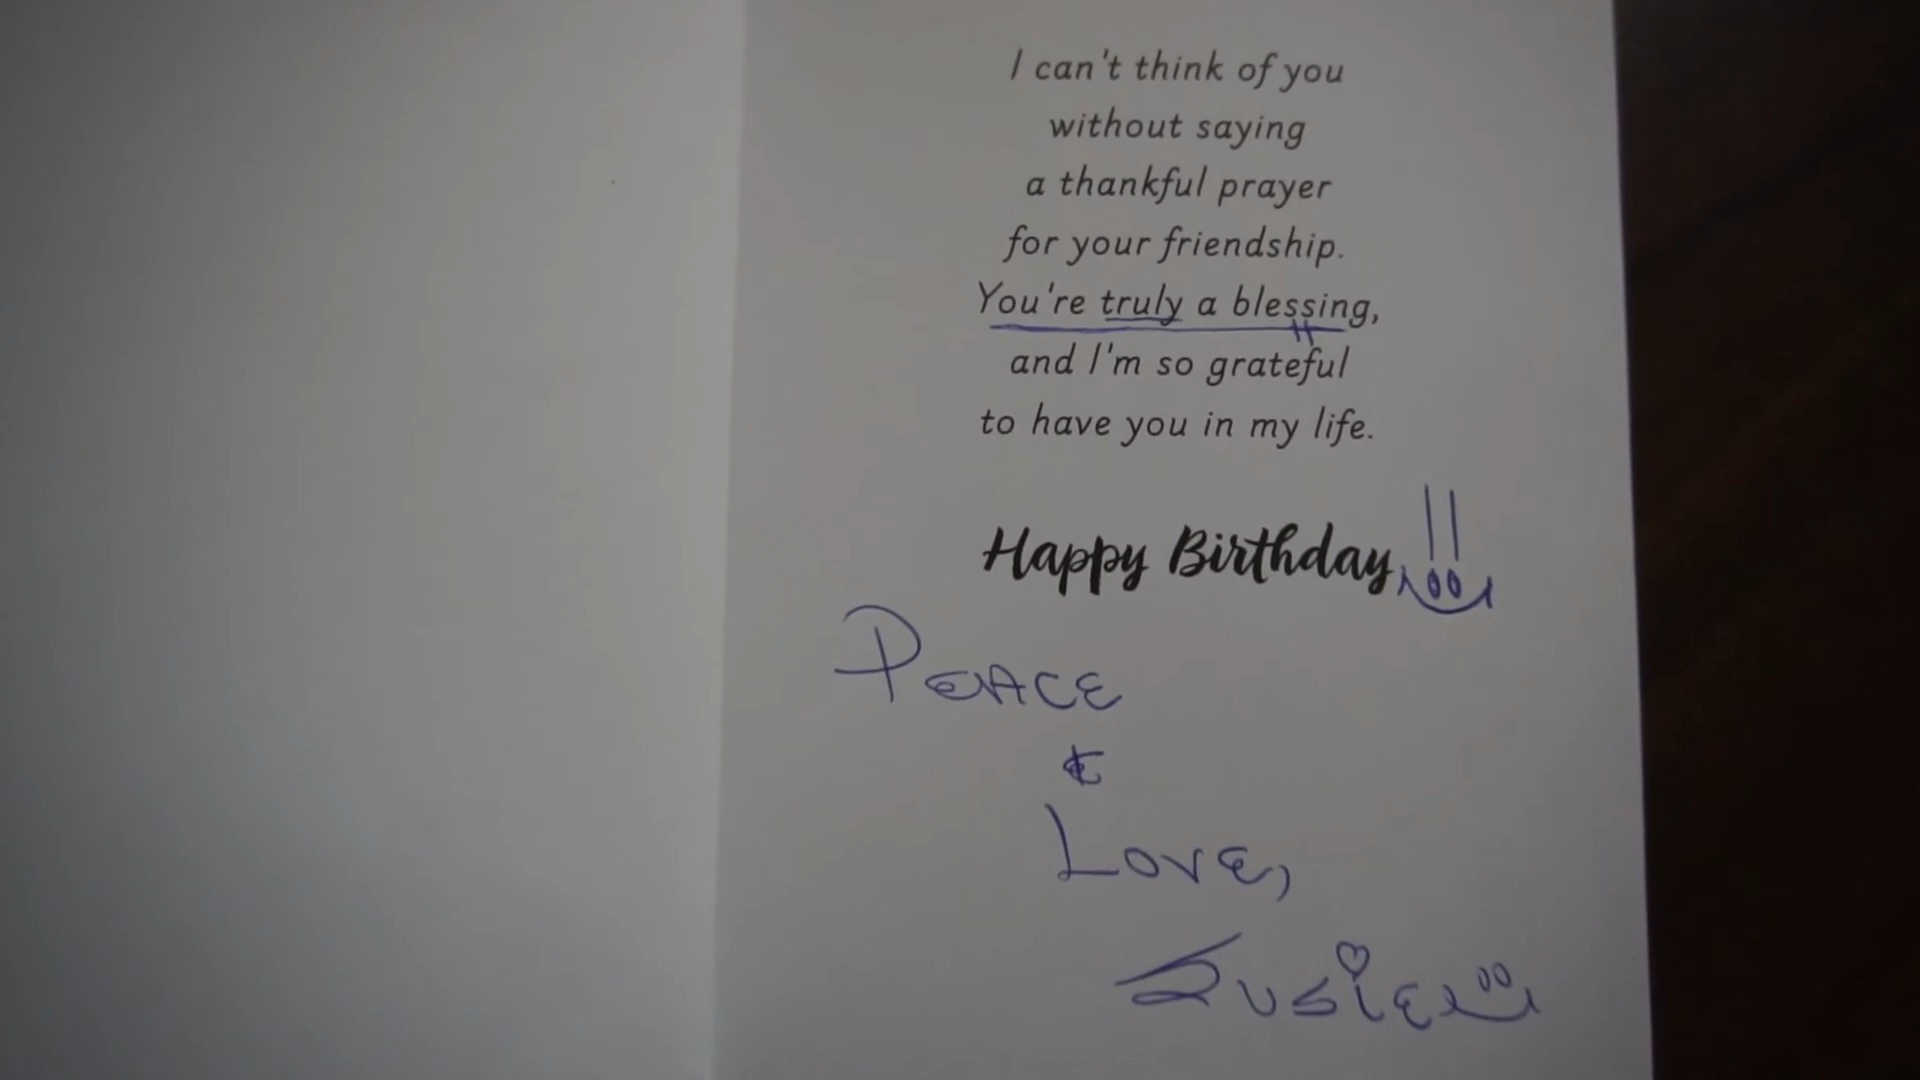 I can't think of you
without saying
a thankful prayer
for your friendship.
You're truly a blessing,
and I'm so grateful
to have you in my life.
Happy Birthday!!
Peace
&
Love,
Susie